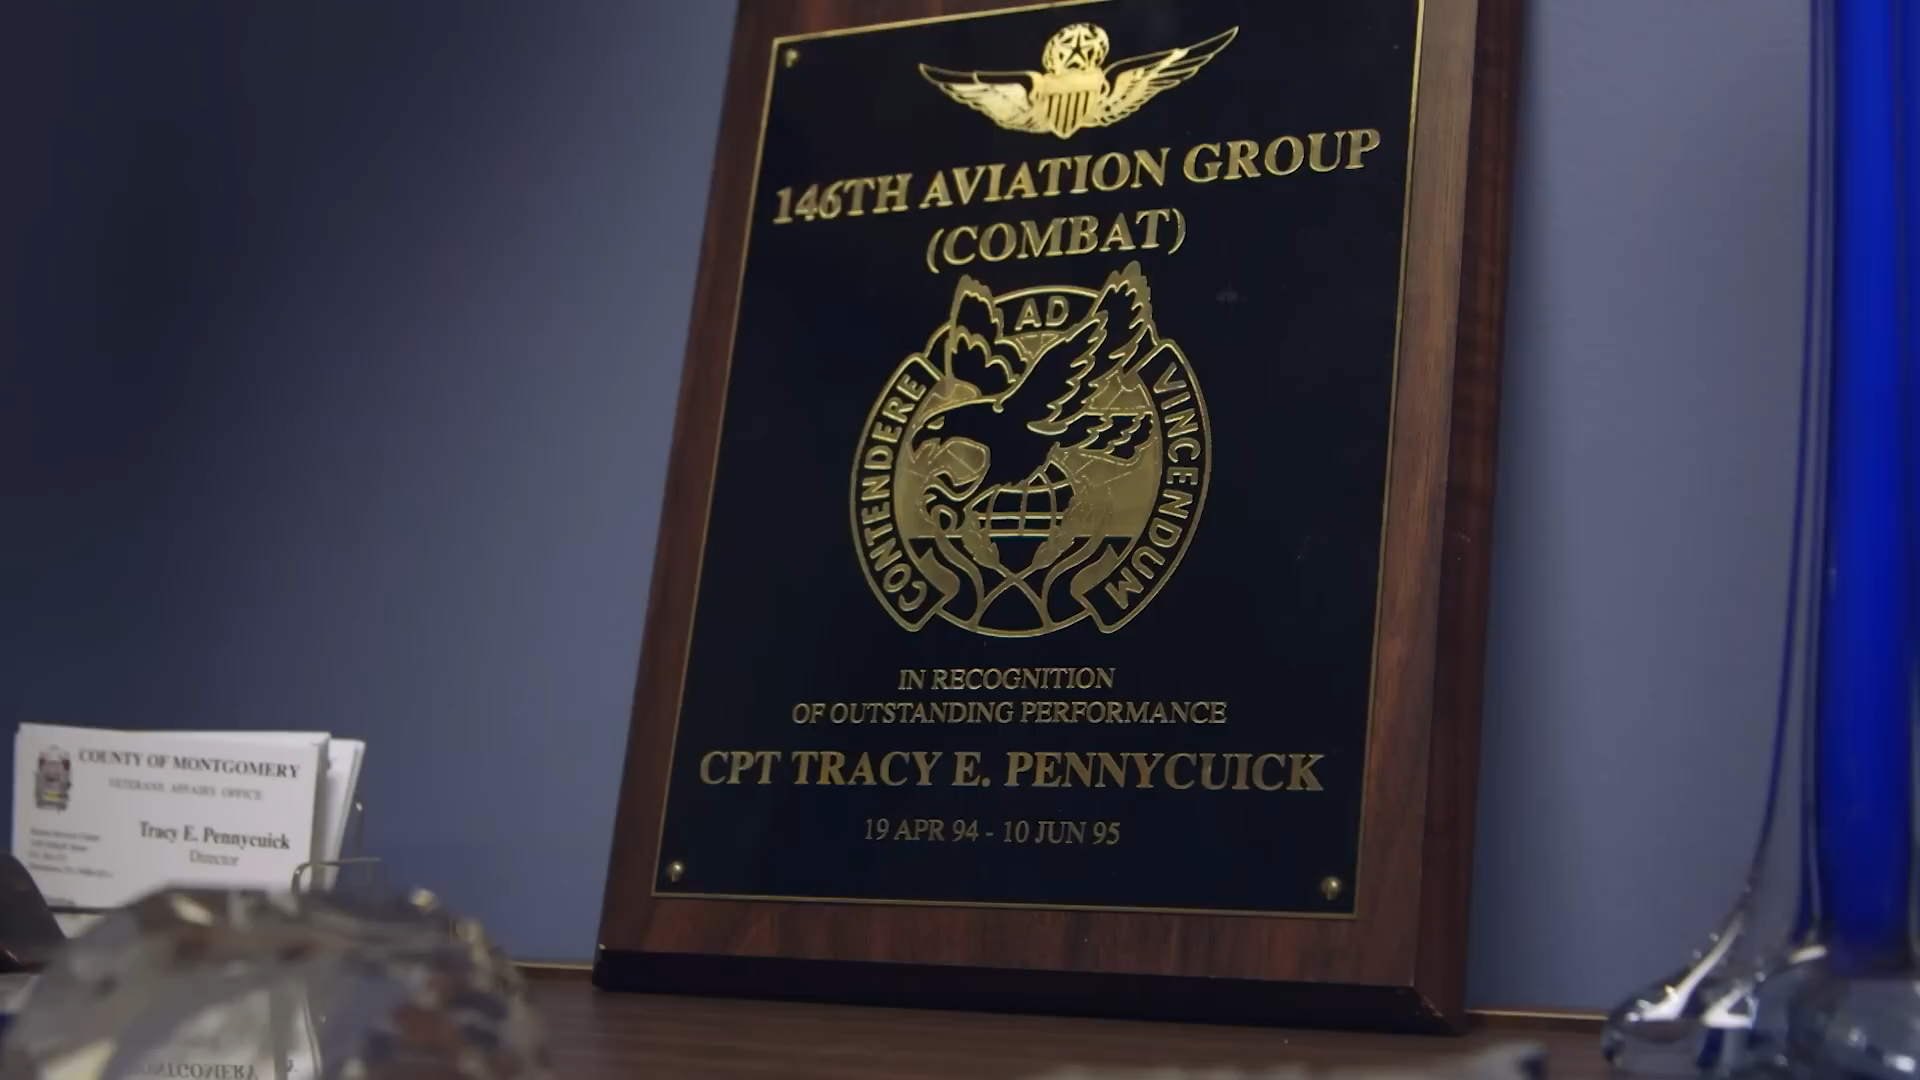 146TH AVIATION GROUP
(COMBAT)
CONTENDERE AD VINCENDUM
IN RECOGNITION
OF OUTSTANDING PERFORMANCE
CPT TRACY E. PENNYCUICK
19 APR 94 - 10 JUN 95
COUNTY OF MONTGOMERY
VETERANS AFFAIRS OFFICE
Tracy E. Pennycuick
Director